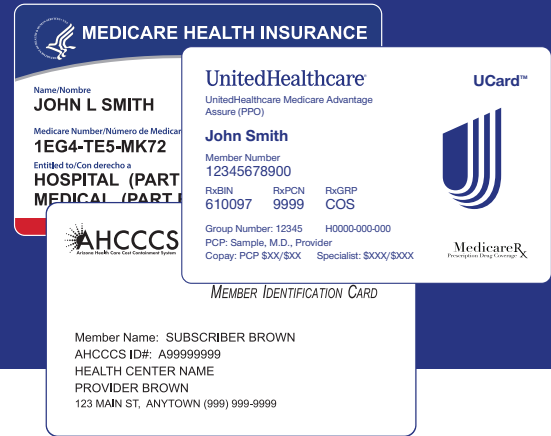 MEDICARE HEALTH INSURANCE
Name/Nombre
JOHN L SMITH
Medicare Number/Número de Medicar
1EG4-TE5-MK72
Entitled to/Con derecho a
HOSPITAL (PART
MEDICAL (PART
UnitedHealthcare
UCard™
UnitedHealthcare Medicare Advantage
Assure (PPO)
John Smith
Member Number
12345678900
RxBIN RxPCN RxGRP
610097 9999 COS
Group Number: 12345 H0000-000-000
PCP: Sample, M.D., Provider
Copay: PCP $XX/$XX Specialist: $XXX/$XXX
MedicareRx
Prescription Drug Coverage
AHCCCS
Arizona Health Care Cost Containment System
MEMBER IDENTIFICATION CARD
Member Name: SUBSCRIBER BROWN
AHCCCS ID#: A99999999
HEALTH CENTER NAME
PROVIDER BROWN
123 MAIN ST, ANYTOWN (999) 999-9999